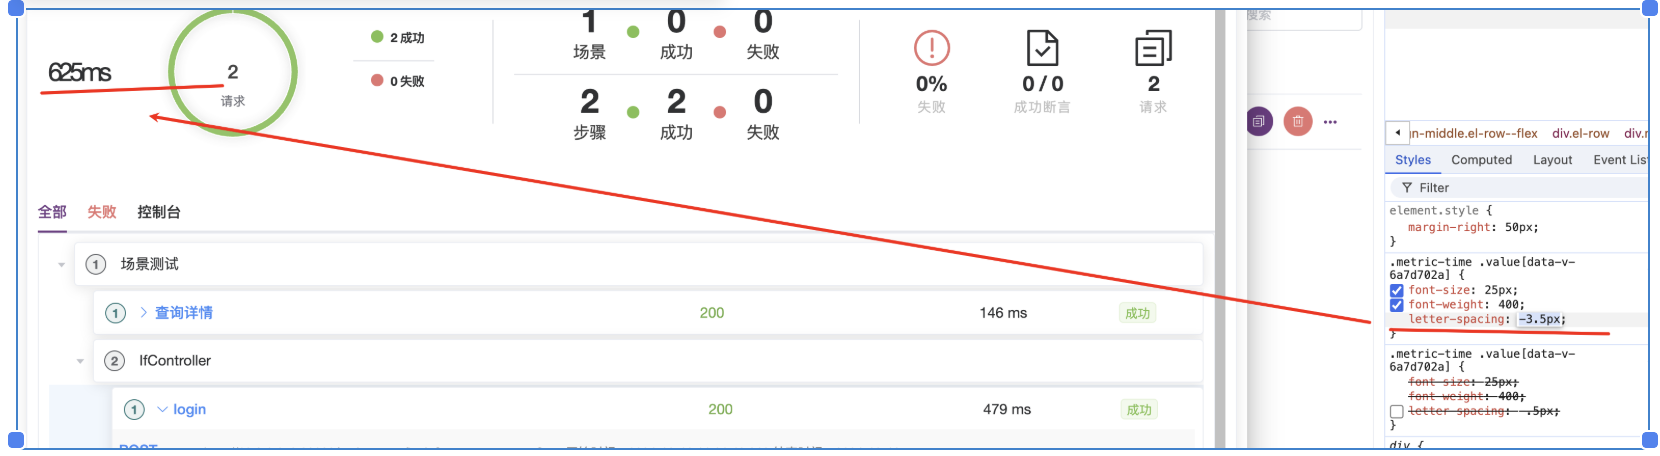 搜索
1 0 0
场景 成功 失败
2 成功
0 失败
625ms
2
请求
2 2 0
步骤 成功 失败
0% 0 / 0 2
失败 成功断言 请求
全部 失败 控制台
1 场景测试
1 查询详情 200 146 ms 成功
2 IfController
1 login 200 479 ms 成功
POST
n-middle.el-row--flex div.el-row
Styles Computed Layout
Filter
element.style {
margin-right: 50px;
}
.metric-time .value[data-v-
6a7d702a] {
font-size: 25px;
font-weight: 400;
letter-spacing: -3.5px;
}
.metric-time .value[data-v-
6a7d702a] {
font-size: 25px;
font-weight: 400;
letter-spacing: -.5px;
}
div {